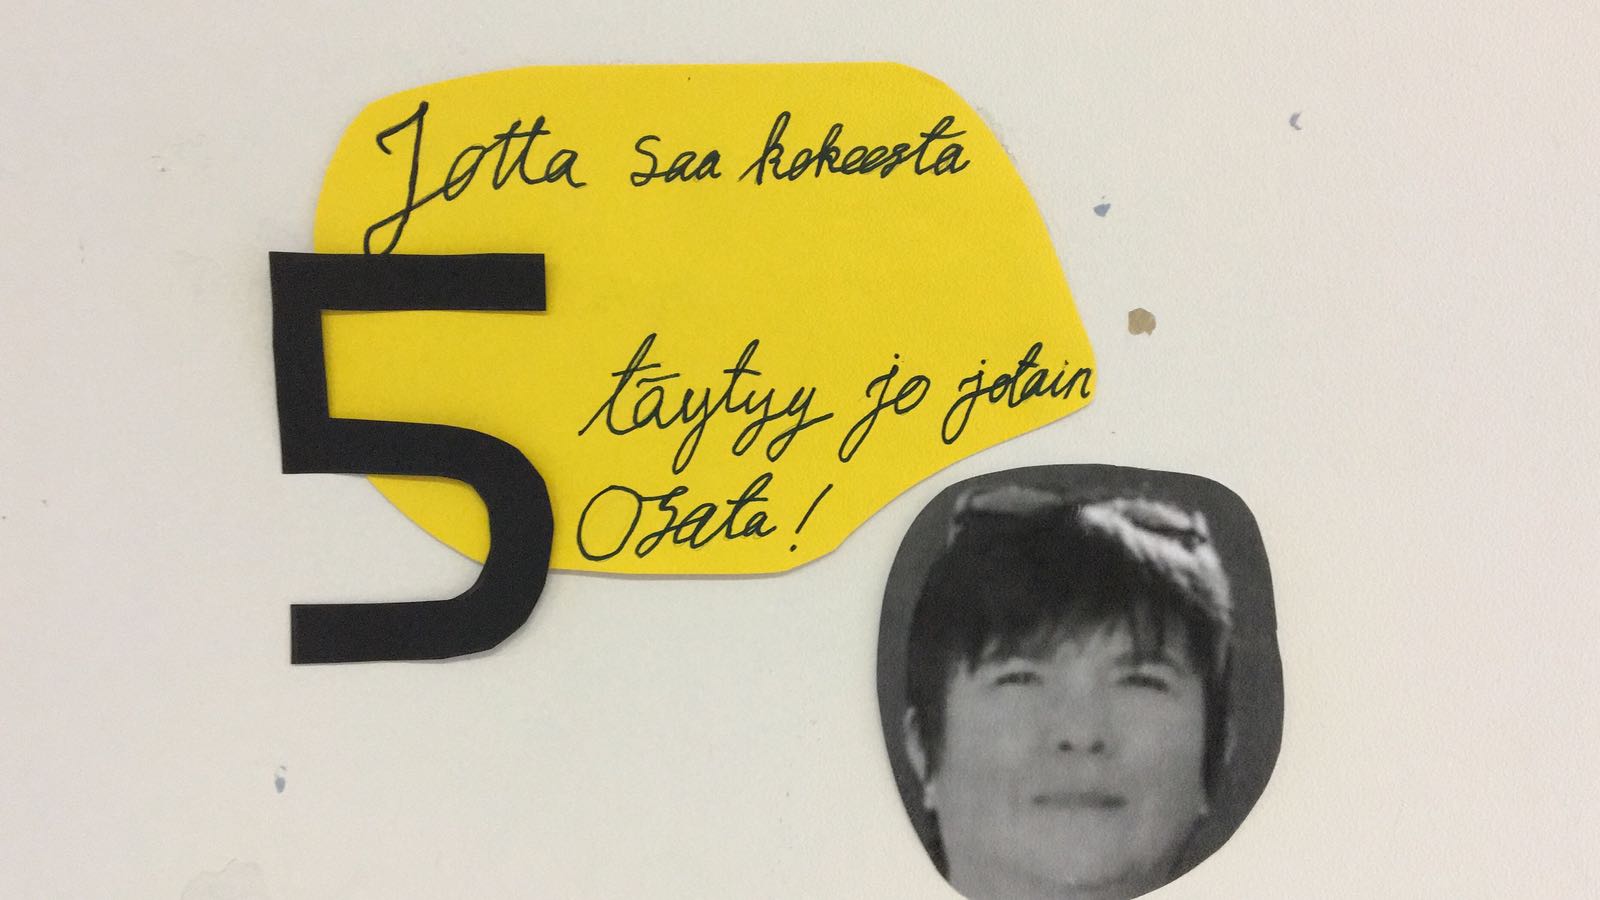 Jotta saa kokeesta
5
täytyy jo jotain
osata!